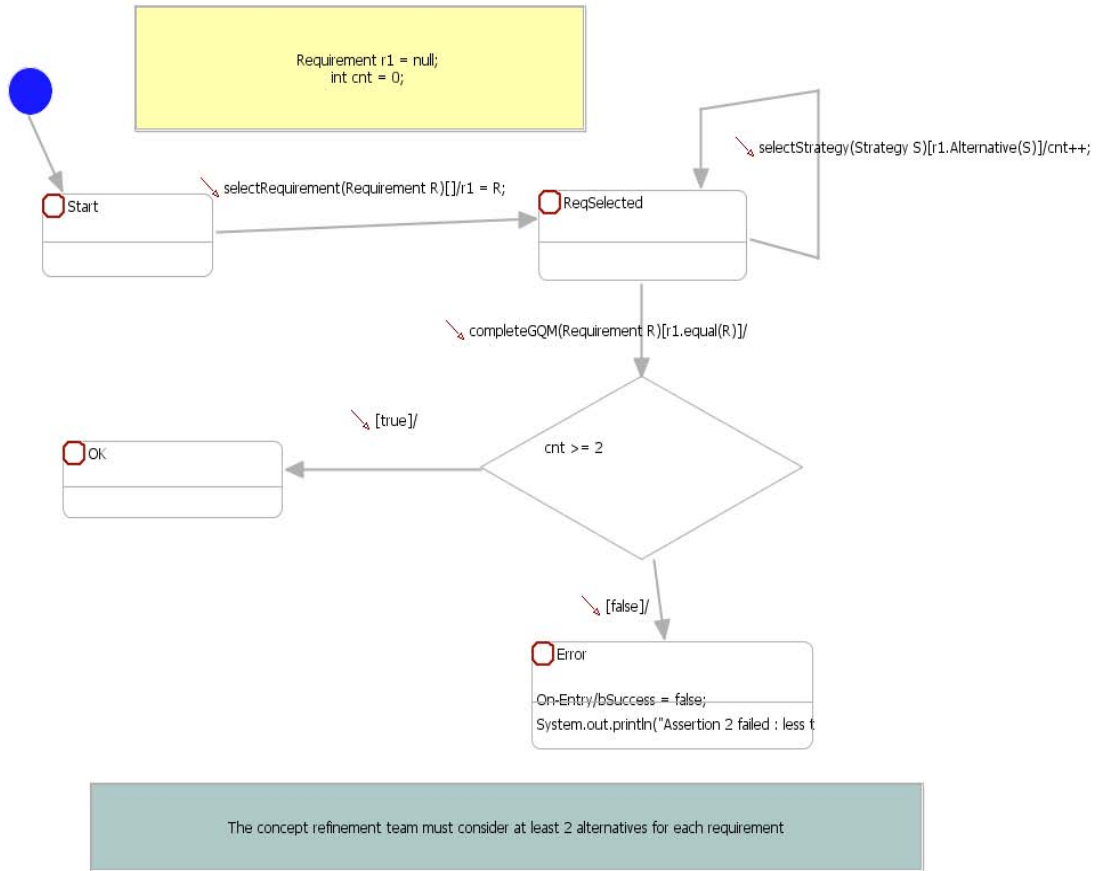 Requirement r1 = null;
int cnt = 0;
selectStrategy(Strategy S)[r1.Alternative(S)]/cnt++;
selectRequirement(Requirement R)[]/r1 = R;
Start
ReqSelected
completeGQM(Requirement R)[r1.equal(R)]/
[true]/
cnt >= 2
OK
[false]/
Error
On-Entry/bSuccess = false;
System.out.println("Assertion 2 failed : less t
The concept refinement team must consider at least 2 alternatives for each requirement